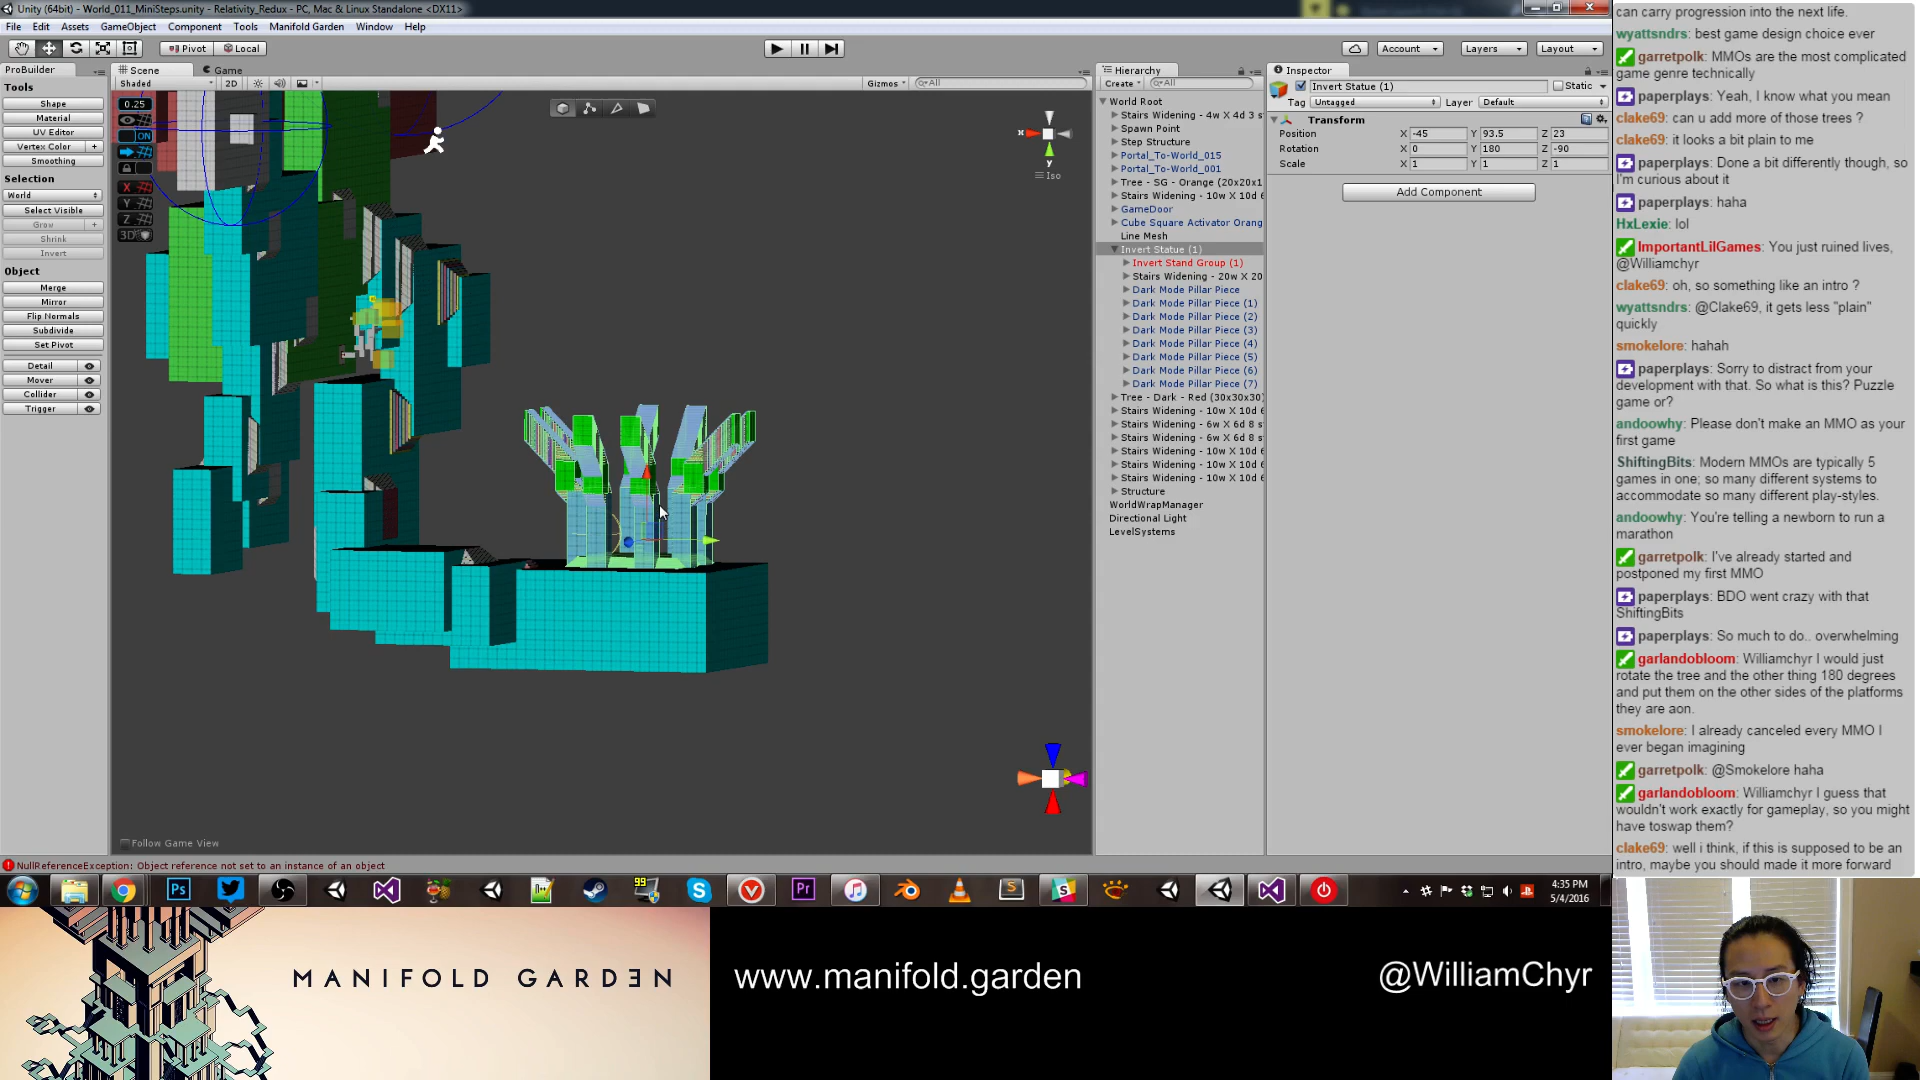 Unity (64bit) - World_011_MiniSteps.unity - Relativity_Redux - PC, Mac & Linux Standalone <DX11>
File Edit Assets GameObject Component Tools Manifold Garden Window Help
Pivot Local Account Layers Layout
ProBuilder
Tools
Shape
Material
UV Editor
Vertex Color +
Smoothing
Selection
World
Select Visible
Grow +
Shrink
Invert
Object
Merge
Mirror
Flip Normals
Subdivide
Set Pivot
Detail
Mover
Collider
Trigger
Scene Game
Shaded 2D Gizmos All
0.25
ON
X
Y
Z
3D
x
y
Iso
Follow Game View
NullReferenceException: Object reference not set to an instance of an object
Hierarchy
Create All
World Root
Stairs Widening - 4w X 4d 3 s
Spawn Point
Step Structure
Portal_To-World_015
Portal_To-World_001
Tree - SG - Orange (20x20x1
Stairs Widening - 10w X 10d
GameDoor
Cube Square Activator Orang
Line Mesh
Invert Statue (1)
Invert Stand Group (1)
Stairs Widening - 20w X 20
Dark Mode Pillar Piece
Dark Mode Pillar Piece (1)
Dark Mode Pillar Piece (2)
Dark Mode Pillar Piece (3)
Dark Mode Pillar Piece (4)
Dark Mode Pillar Piece (5)
Dark Mode Pillar Piece (6)
Dark Mode Pillar Piece (7)
Tree - Dark - Red (30x30x30)
Stairs Widening - 10w X 10d 6
Stairs Widening - 6w X 6d 8 s
Stairs Widening - 6w X 6d 8 s
Stairs Widening - 10w X 10d 6
Stairs Widening - 10w X 10d 6
Stairs Widening - 10w X 10d 6
Structure
WorldWrapManager
Directional Light
LevelSystems
Inspector
Invert Statue (1) Static
Tag Untagged Layer Default
Transform
Position X -45 Y 93.5 Z 23
Rotation X 0 Y 180 Z -90
Scale X 1 Y 1 Z 1
Add Component
can carry progression into the next life.
wyattsndrs: best game design choice ever
garretpolk: MMOs are the most complicated
game genre technically
paperplays: Yeah, I know what you mean
clake69: can u add more of those trees ?
clake69: it looks a bit plain to me
paperplays: Done a bit differently though, so
I'm curious about it
paperplays: haha
HxLexie: lol
ImportantLilGames: You just ruined lives,
@Williamchyr
clake69: oh, so something like an intro ?
wyattsndrs: @Clake69, it gets less "plain"
quickly
smokelore: hahah
paperplays: Sorry to distract from your
development with that. So what is this? Puzzle
game or?
andoowhy: Please don't make an MMO as your
first game
ShiftingBits: Modern MMOs are typically 5
games in one; so many different systems to
accommodate so many different play-styles.
andoowhy: You're telling a newborn to run a
marathon
garretpolk: I've already started and
postponed my first MMO
paperplays: BDO went crazy with that
ShiftingBits
paperplays: So much to do.. overwhelming
garlandobloom: Williamchyr I would just
rotate the tree and the other thing 180 degrees
and put them on the other sides of the platforms
they are aon.
smokelore: I already canceled every MMO I
ever began imagining
garretpolk: @Smokelore haha
garlandobloom: Williamchyr I guess that
wouldn't work exactly for gameplay, so you might
have toswap them?
clake69: well i think, if this is supposed to be an
intro, maybe you should made it more forward
Ps 99 Pr S
4:35 PM
5/4/2016
MANIFOLD GARDƎN
www.manifold.garden
@WilliamChyr